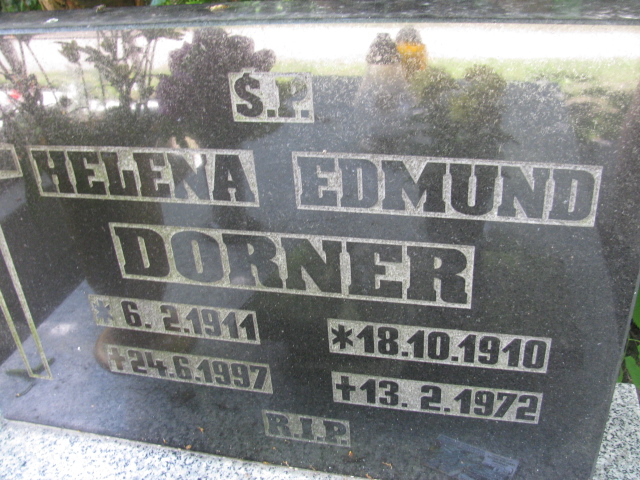 Ś.P.
HELENA EDMUND
DORNER
* 6. 2.1911 *18.10.1910
+24.6.1997 +13. 2.1972
R.I.P.